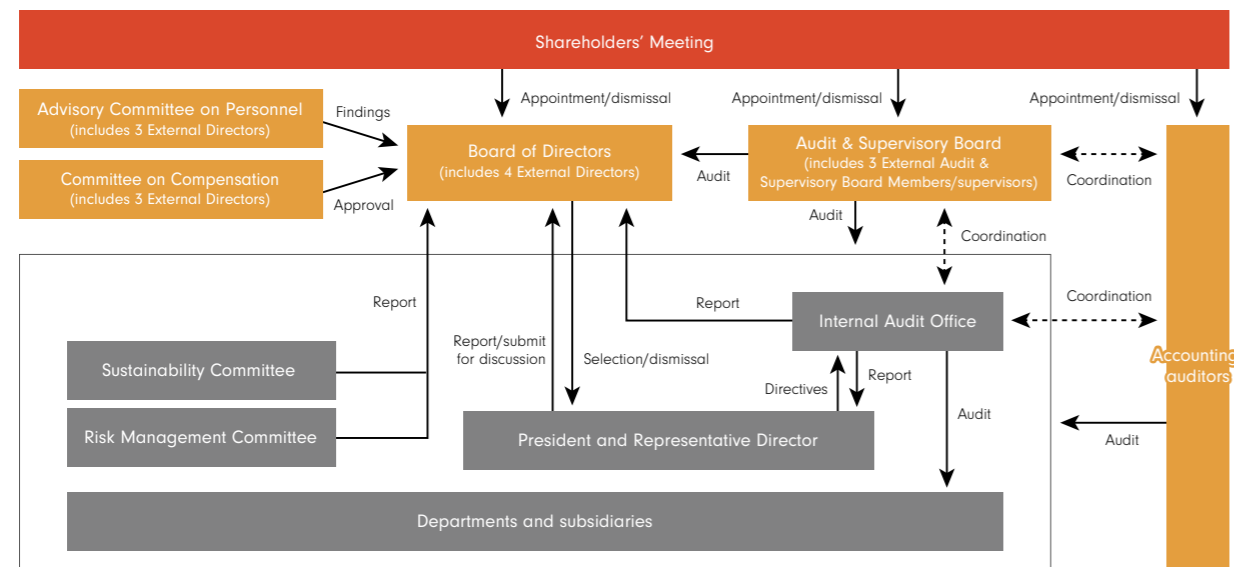 Shareholders' Meeting
Appointment/dismissal
Appointment/dismissal
Appointment/dismissal
Advisory Committee on Personnel
(includes 3 External Directors)
Findings
Board of Directors
(includes 4 External Directors)
Audit
Audit & Supervisory Board
(includes 3 External Audit &
Supervisory Board Members/supervisors)
Coordination
Committee on Compensation
(includes 3 External Directors)
Approval
Audit
Coordination
Report
Report
Internal Audit Office
Coordination
Report/submit
for discussion
Selection/dismissal
Directives
Report
Accounting
auditors
Sustainability Committee
Risk Management Committee
President and Representative Director
Audit
Audit
Departments and subsidiaries